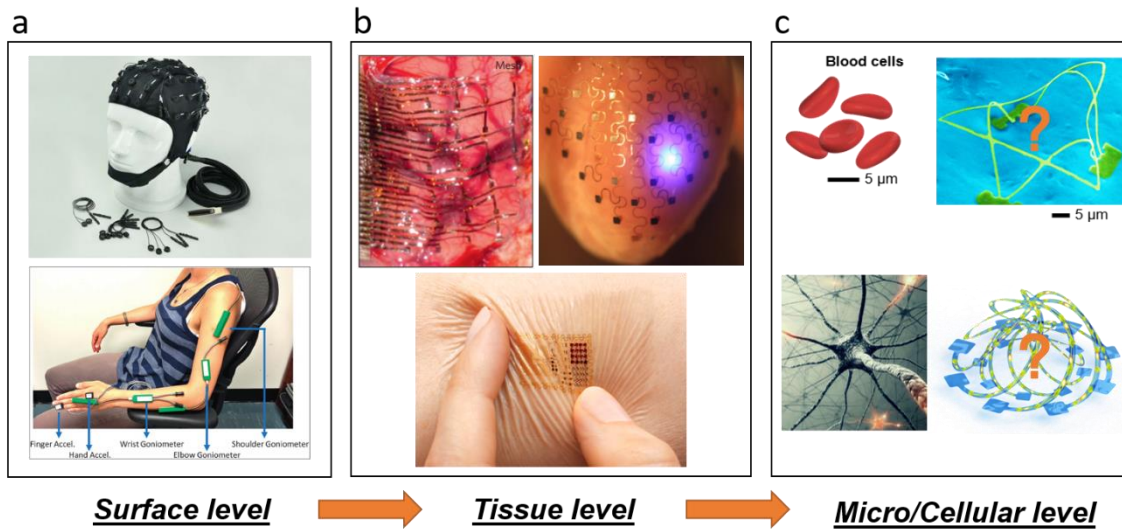 a
b
c
Mesh
Blood cells
5 µm
?
5 µm
?
Finger Accel.
Hand Accel.
Wrist Goniometer
Elbow Goniometer
Shoulder Goniometer
Surface level
Tissue level
Micro/Cellular level